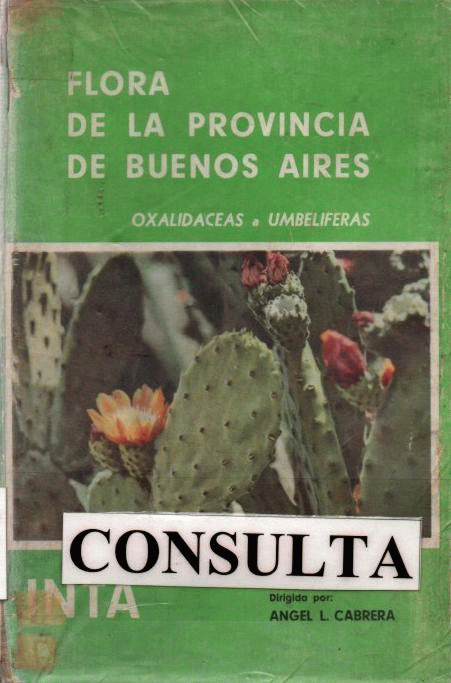 FLORA
DE LA PROVINCIA
DE BUENOS AIRES
OXALIDACEAS a UMBELIFERAS
CONSULTA
INTA
Dirigida por:
ANGEL L. CABRERA